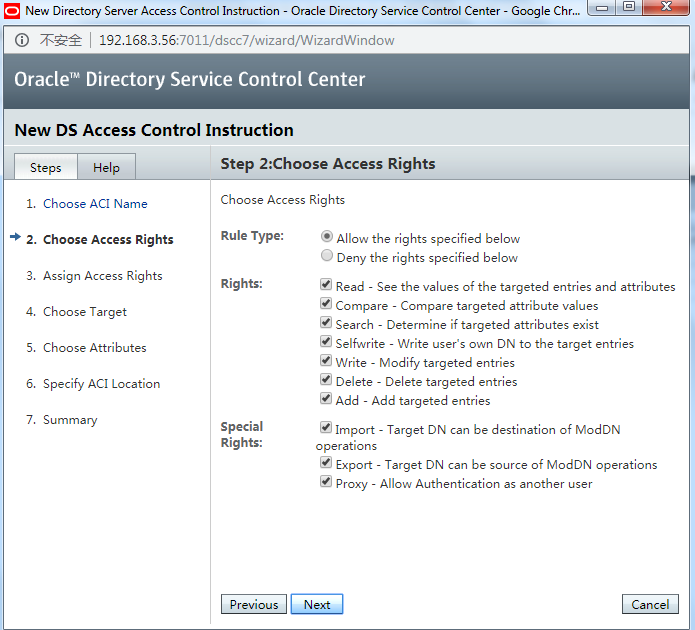 New Directory Server Access Control Instruction - Oracle Directory Service Control Center - Google Chr...
不安全 192.168.3.56:7011/dscc7/wizard/WizardWindow
Oracle™ Directory Service Control Center
New DS Access Control Instruction
Steps Help
1. Choose ACI Name
2. Choose Access Rights
3. Assign Access Rights
4. Choose Target
5. Choose Attributes
6. Specify ACI Location
7. Summary
Step 2:Choose Access Rights
Choose Access Rights
Rule Type: Allow the rights specified below
Deny the rights specified below
Rights: Read - See the values of the targeted entries and attributes
Compare - Compare targeted attribute values
Search - Determine if targeted attributes exist
Selfwrite - Write user's own DN to the target entries
Write - Modify targeted entries
Delete - Delete targeted entries
Add - Add targeted entries
Special Rights: Import - Target DN can be destination of ModDN
operations
Export - Target DN can be source of ModDN operations
Proxy - Allow Authentication as another user
Previous Next Cancel